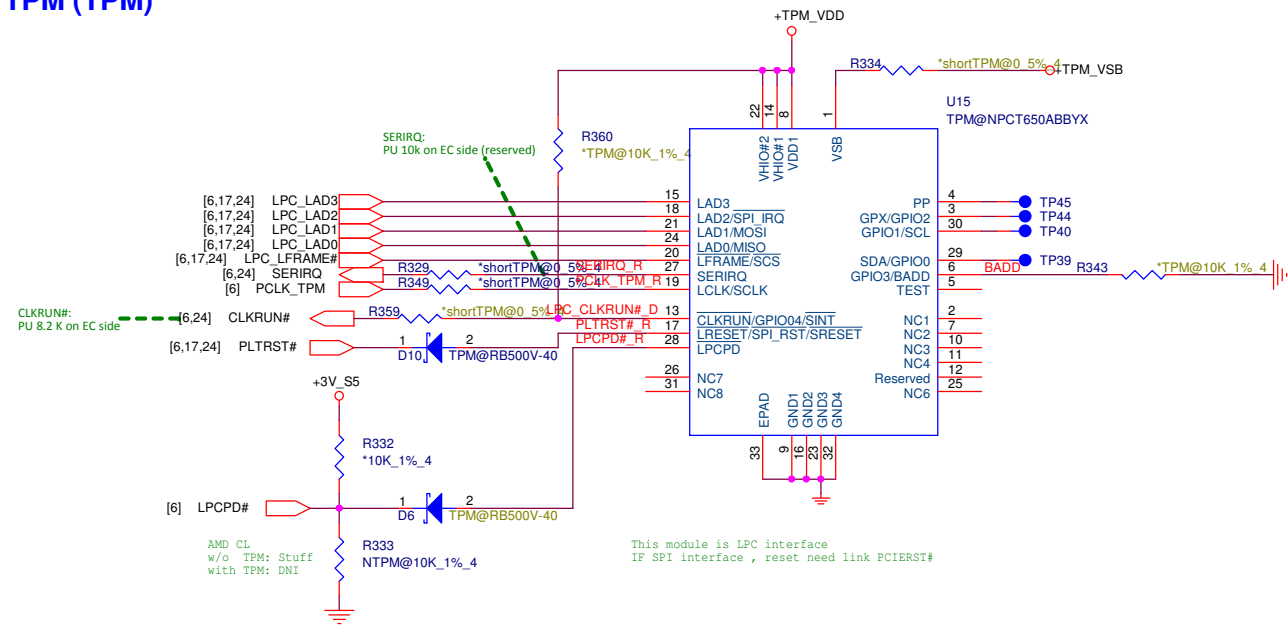 TPM (TPM)
+TPM_VDD
R334
*shortTPM@0_5%_4
+TPM_VSB
U15
TPM@NPCT650ABBYX
22
14
8
1
VHIO#2
VHIO#1
VDD1
VSB
R360
*TPM@10K_1%_4
SERIRQ:
PU 10k on EC side (reserved)
[6,17,24] LPC_LAD3
15 LAD3
[6,17,24] LPC_LAD2
18 LAD2/SPI_IRQ
[6,17,24] LPC_LAD1
21 LAD1/MOSI
[6,17,24] LPC_LAD0
24 LAD0/MISO
[6,17,24] LPC_LFRAME#
20 LFRAME/SCS
[6,24] SERIRQ
R329 *shortTPM@0_5%_4 SERIRQ_R
27 SERIRQ
[6] PCLK_TPM
R349 *shortTPM@0_5%_4 PCLK_TPM_R
19 LCLK/SCLK
PP 4 TP45
GPX/GPIO2 3 TP44
GPIO1/SCL 30 TP40
SDA/GPIO0 29 TP39
GPIO3/BADD 6 BADD R343 *TPM@10K_1%_4
TEST 5
CLKRUN#:
PU 8.2 K on EC side
[6,24] CLKRUN#
R359 *shortTPM@0_5%_4 LPC_CLKRUN#_D
13 CLKRUN/GPIO04/SINT
[6,17,24] PLTRST#
1 D10 2 TPM@RB500V-40 PLTRST#_R
17 LRESET/SPI_RST/SRESET
LPCPD#_R
28 LPCPD
26 NC7
31 NC8
NC1 2
NC2 7
NC3 10
NC4 11
Reserved 12
NC6 25
EPAD
GND1
GND2
GND3
GND4
33
9
16
23
32
+3V_S5
R332
*10K_1%_4
[6] LPCPD#
1 D6 2 TPM@RB500V-40
R333
NTPM@10K_1%_4
AMD CL
w/o TPM: Stuff
with TPM: DNI
This module is LPC interface
IF SPI interface , reset need link PCIERST#